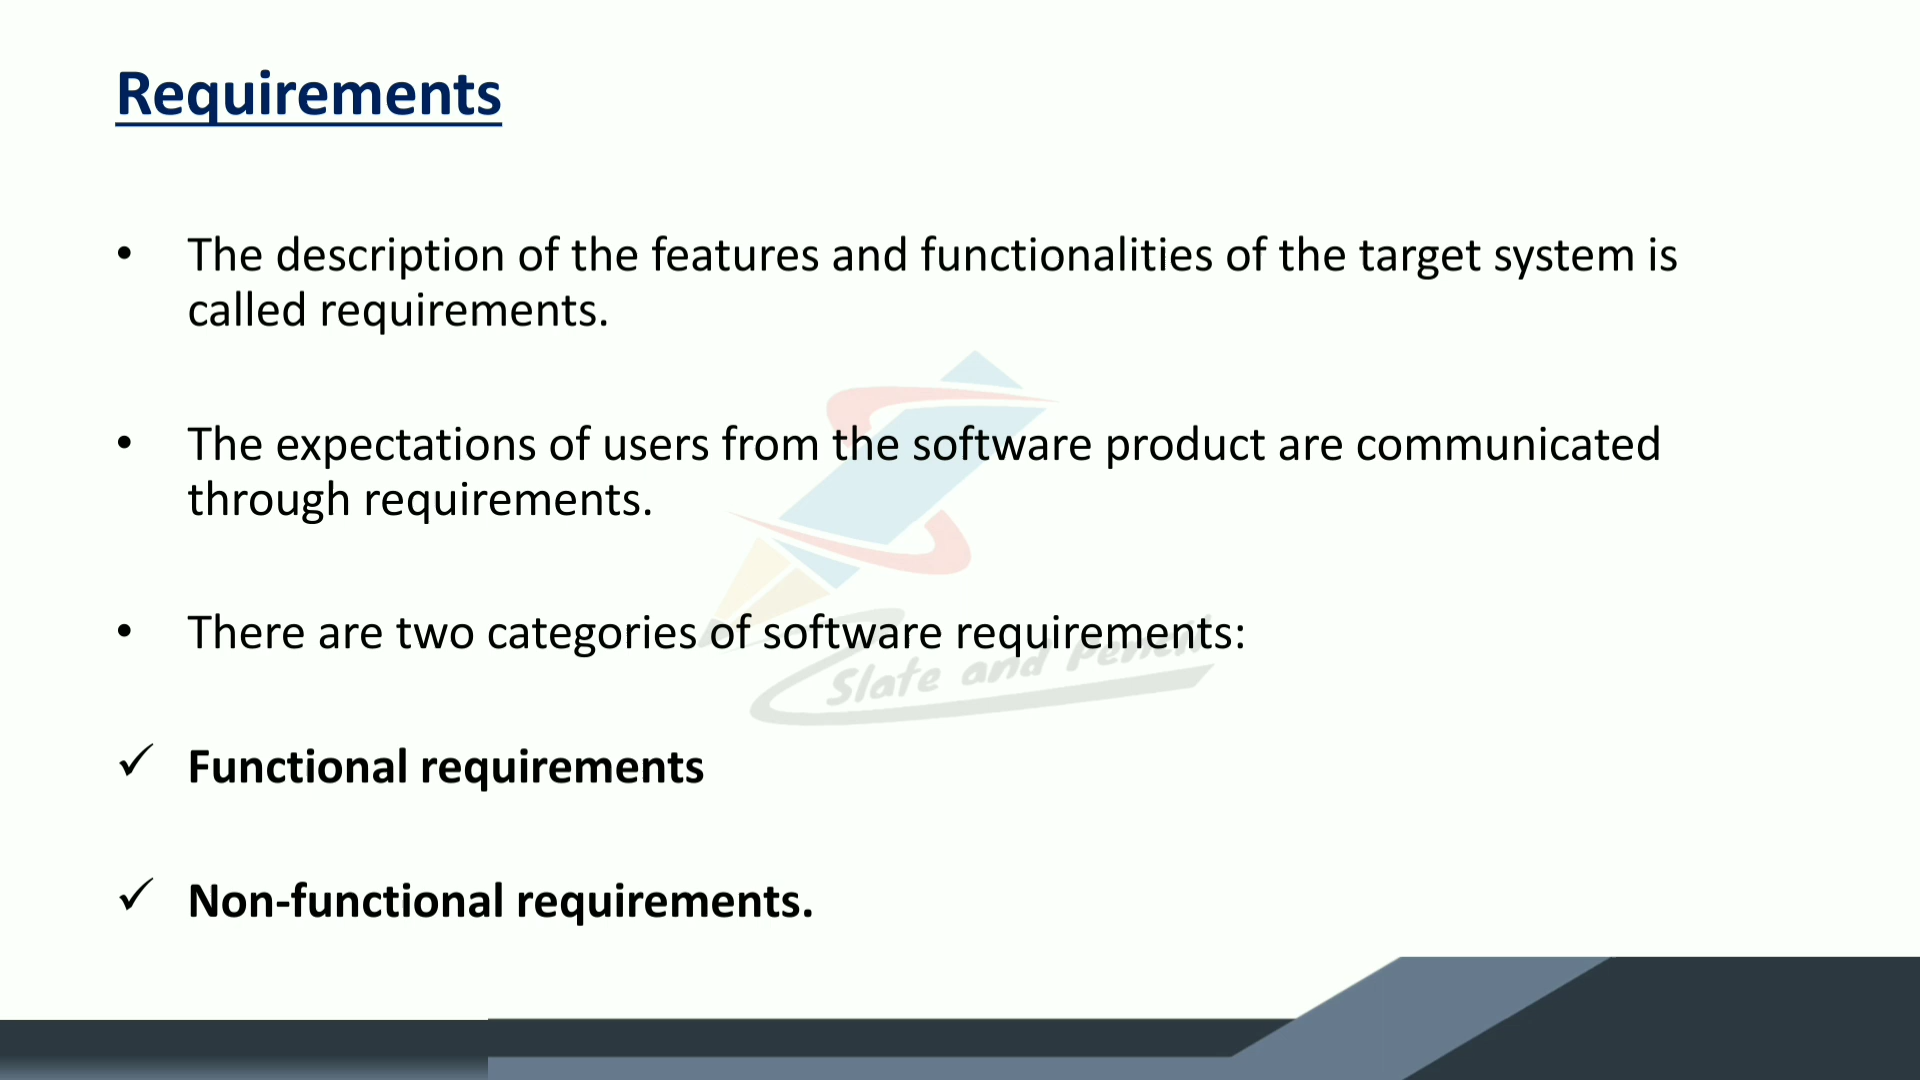 Requirements
• The description of the features and functionalities of the target system is
called requirements.
• The expectations of users from the software product are communicated
through requirements.
• There are two categories of software requirements:
✓ Functional requirements
✓ Non-functional requirements.
Slate and Pencil